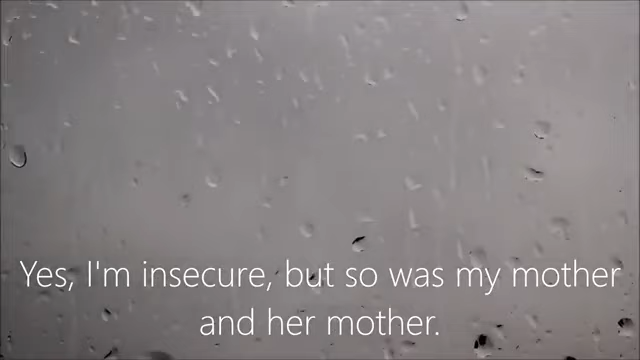 Yes, I'm insecure, but so was my mother
and her mother.